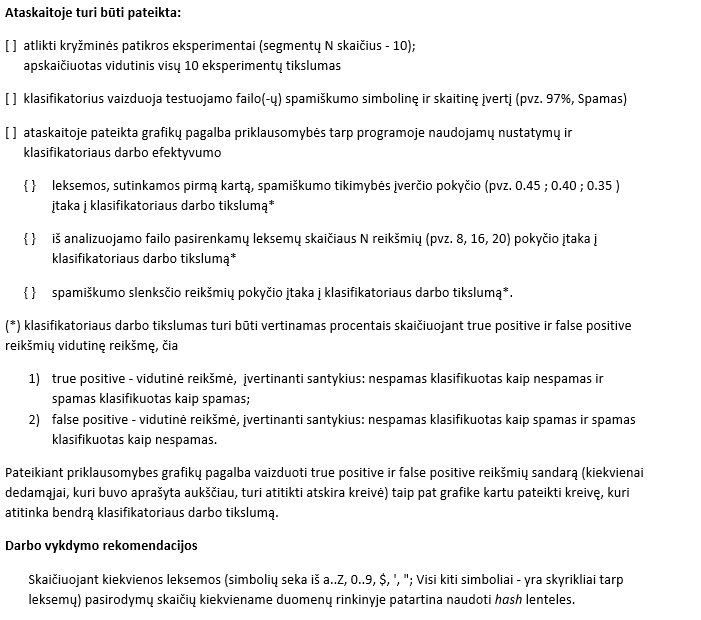 Ataskaitoje turi būti pateikta:
[ ] atlikti kryžminės patikros eksperimentai (segmentų N skaičius - 10);
apskaičiuotas vidutinis visų 10 eksperimentų tikslumas
[ ] klasifikatorius vaizduoja testuojamo failo(-ų) spamiškumo simbolinę ir skaitinę įvertį (pvz. 97%, Spamas)
[ ] ataskaitoje pateikta grafikų pagalba priklausomybės tarp programoje naudojamų nustatymų ir
klasifikatoriaus darbo efektyvumo
{ } leksemos, sutinkamos pirmą kartą, spamiškumo tikimybės įverčio pokyčio (pvz. 0.45 ; 0.40 ; 0.35 )
įtaka į klasifikatoriaus darbo tikslumą*
{ } iš analizuojamo failo pasirenkamų leksemų skaičiaus N reikšmių (pvz. 8, 16, 20) pokyčio įtaka į
klasifikatoriaus darbo tikslumą*
{ } spamiškumo slenksčio reikšmių pokyčio įtaka į klasifikatoriaus darbo tikslumą*.
(*) klasifikatoriaus darbo tikslumas turi būti vertinamas procentais skaičiuojant true positive ir false positive
reikšmių vidutinę reikšmę, čia
1) true positive - vidutinė reikšmė, įvertinanti santykius: nespamas klasifikuotas kaip nespamas ir
spamas klasifikuotas kaip spamas;
2) false positive - vidutinė reikšmė, įvertinanti santykius: nespamas klasifikuotas kaip spamas ir spamas
klasifikuotas kaip nespamas.
Pateikiant priklausomybes grafikų pagalba vaizduoti true positive ir false positive reikšmių sandarą (kiekvienai
dedamąjai, kuri buvo aprašyta aukščiau, turi atitikti atskira kreivė) taip pat grafike kartu pateikti kreivę, kuri
atitinka bendrą klasifikatoriaus darbo tikslumą.
Darbo vykdymo rekomendacijos
Skaičiuojant kiekvienos leksemos (simbolių seka iš a..Z, 0..9, $, ', "; Visi kiti simboliai - yra skyrikliai tarp
leksemų) pasirodymų skaičių kiekviename duomenų rinkinyje patartina naudoti hash lenteles.